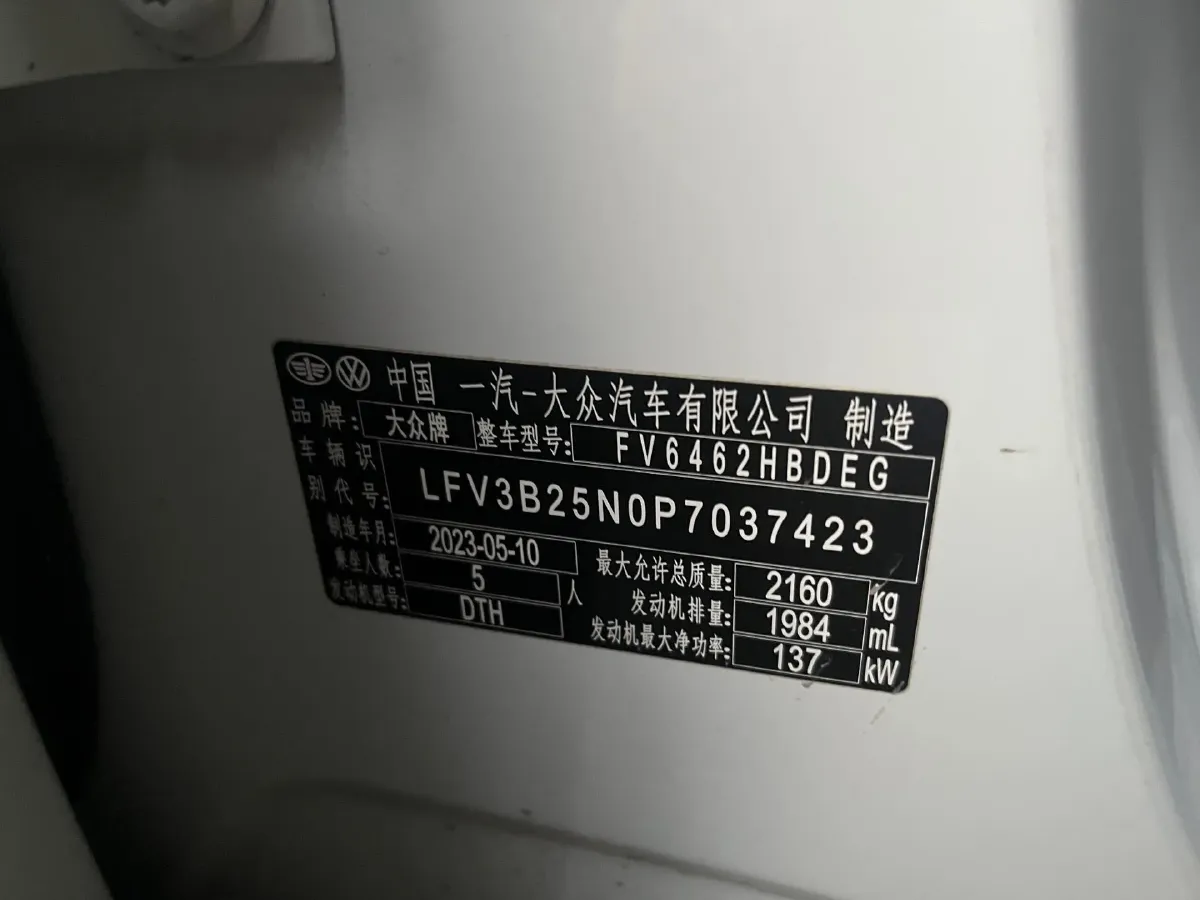 中国 一汽-大众汽车有限公司 制造
品牌: 大众牌 整车型号: FV6462HBDEG
车辆识别代号: LFV3B25N0P7037423
制造年月: 2023-05-10 最大允许总质量: 2160 kg
乘坐人数: 5 人 发动机排量: 1984 mL
发动机型号: DTH 发动机最大净功率: 137 kW